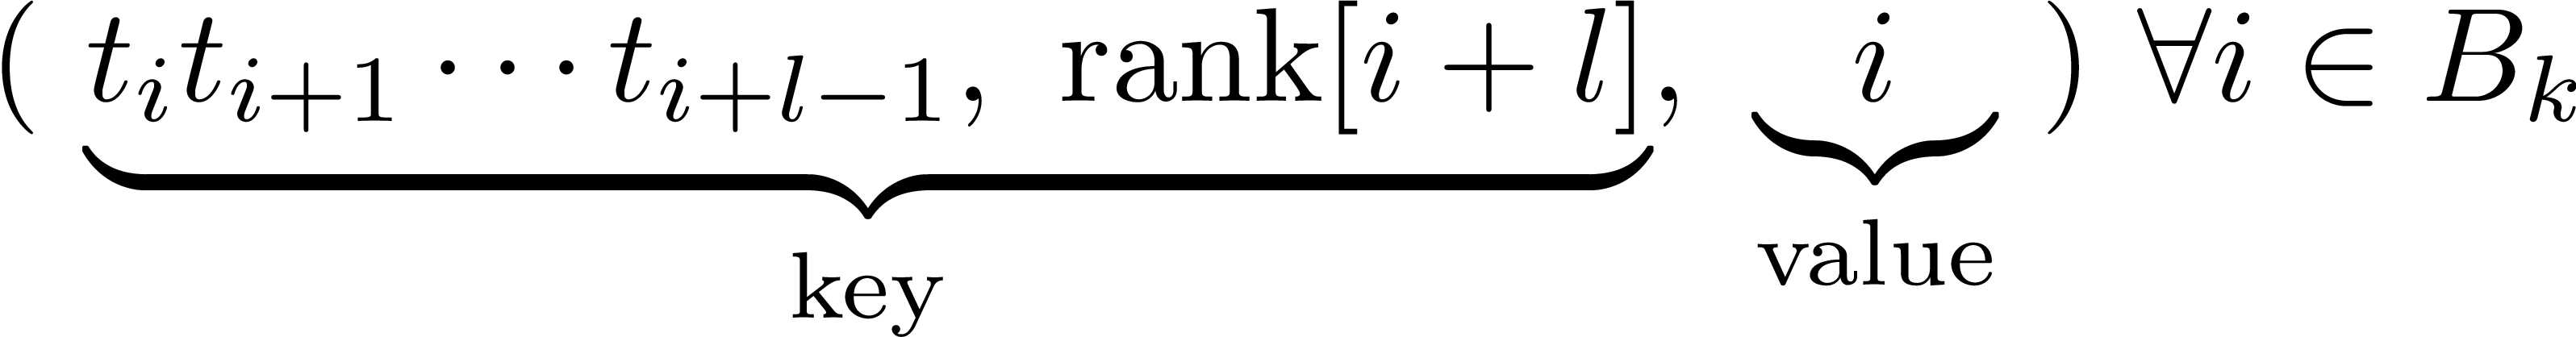 ( t_i t_{i+1} ··· t_{i+l−1}, rank[i + l], i ) ∀i ∈ B_k
key value